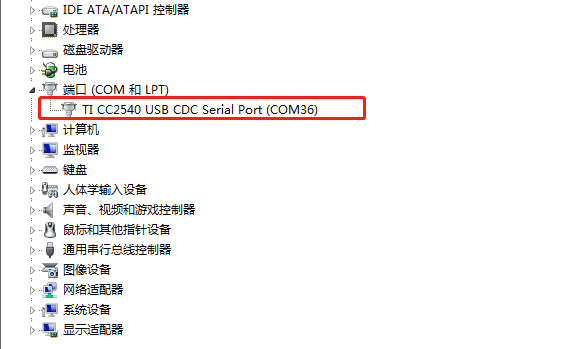 IDE ATA/ATAPI 控制器
处理器
磁盘驱动器
电池
端口 (COM 和 LPT)
TI CC2540 USB CDC Serial Port (COM36)
计算机
监视器
键盘
人体学输入设备
声音、视频和游戏控制器
鼠标和其他指针设备
通用串行总线控制器
图像设备
网络适配器
系统设备
显示适配器